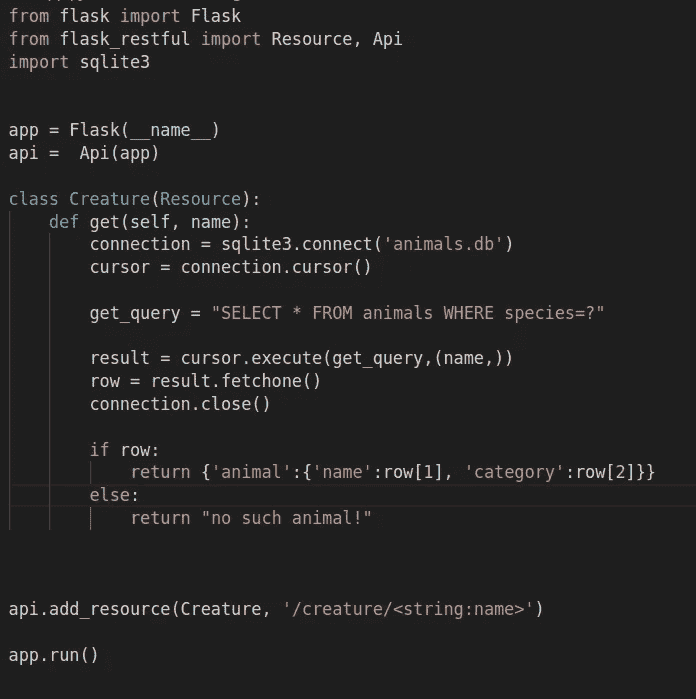 from flask import Flask
from flask_restful import Resource, Api
import sqlite3
app = Flask(__name__)
api =  Api(app)
class Creature(Resource):
    def get(self, name):
        connection = sqlite3.connect('animals.db')
        cursor = connection.cursor()
        get_query = "SELECT * FROM animals WHERE species=?"
        result = cursor.execute(get_query,(name,))
        row = result.fetchone()
        connection.close()
        if row:
            return {'animal':{'name':row[1], 'category':row[2]}}
        else:
            return "no such animal!"
api.add_resource(Creature, '/creature/<string:name>')
app.run()